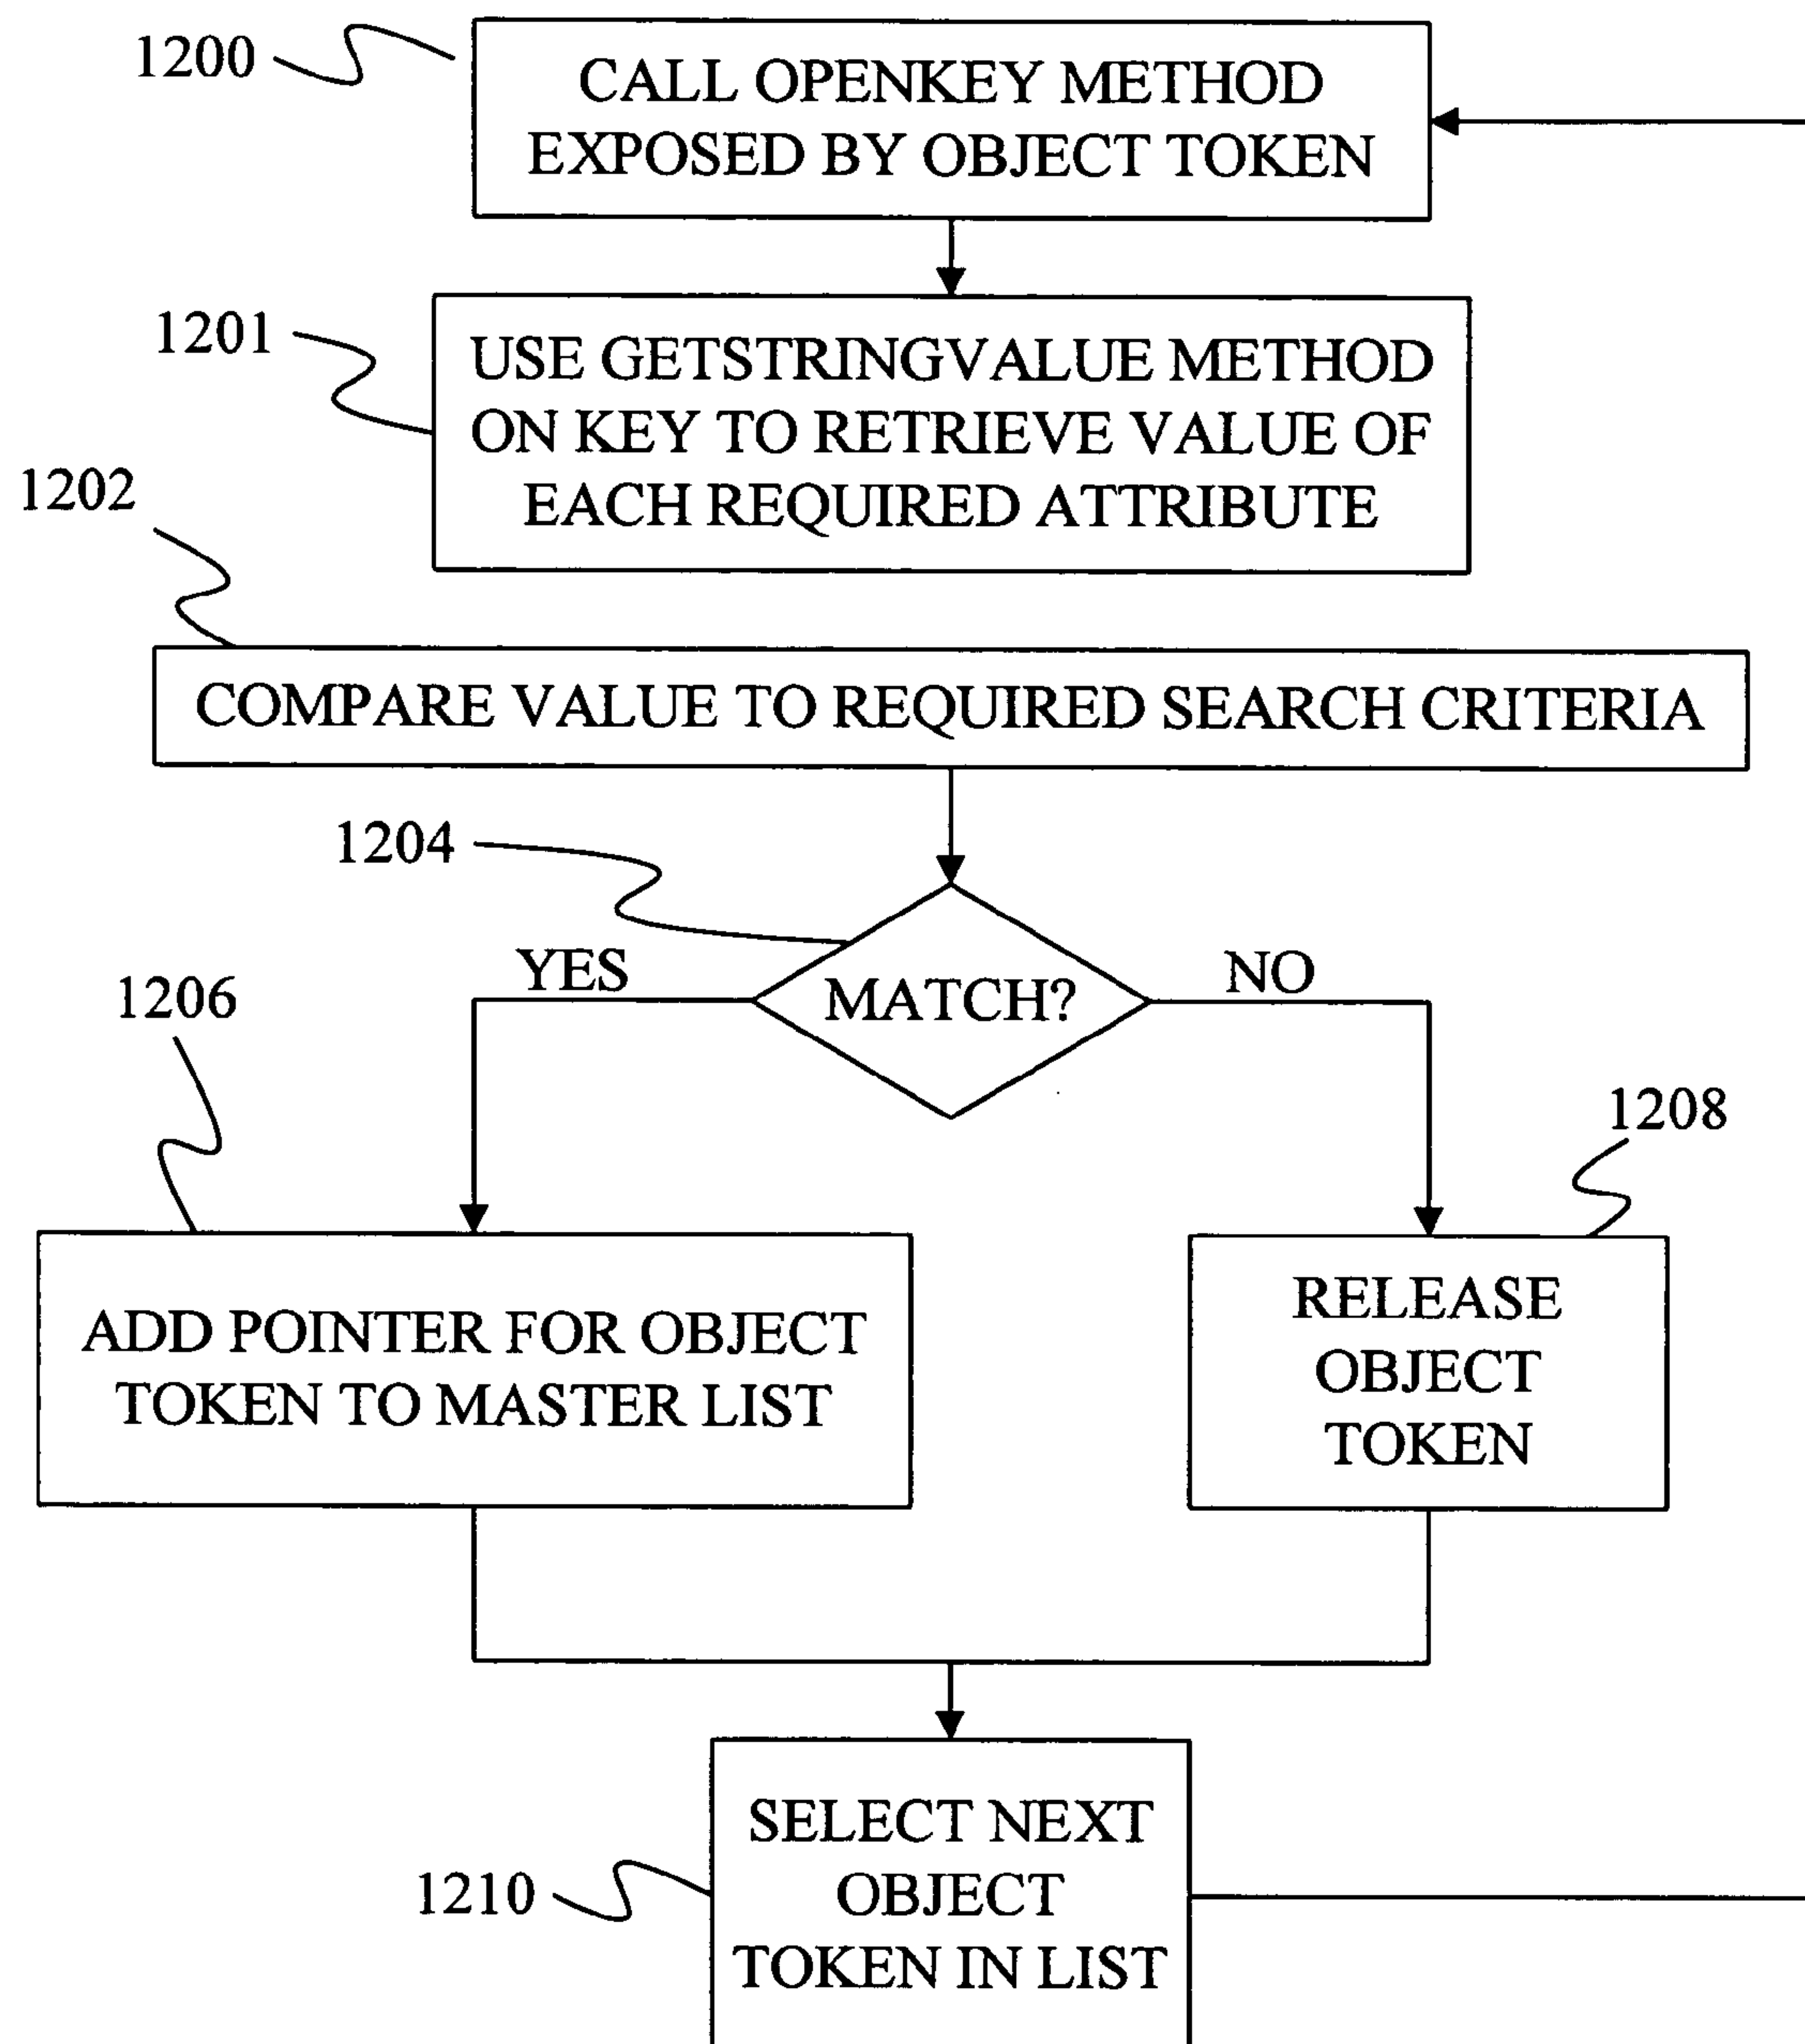 1200
CALL OPENKEY METHOD
EXPOSED BY OBJECT TOKEN
1201
USE GETSTRINGVALUE METHOD
ON KEY TO RETRIEVE VALUE OF
EACH REQUIRED ATTRIBUTE
1202
COMPARE VALUE TO REQUIRED SEARCH CRITERIA
1204
YES
MATCH?
NO
1206
ADD POINTER FOR OBJECT
TOKEN TO MASTER LIST
1208
RELEASE
OBJECT
TOKEN
1210
SELECT NEXT
OBJECT
TOKEN IN LIST